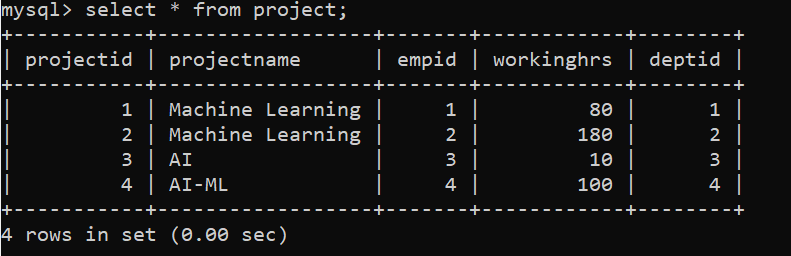 mysql> select * from project;
+-----------+------------------+-------+------------+--------+
| projectid | projectname      | empid | workinghrs | deptid |
+-----------+------------------+-------+------------+--------+
|         1 | Machine Learning |     1 |         80 |      1 |
|         2 | Machine Learning |     2 |        180 |      2 |
|         3 | AI               |     3 |         10 |      3 |
|         4 | AI-ML            |     4 |        100 |      4 |
+-----------+------------------+-------+------------+--------+
4 rows in set (0.00 sec)